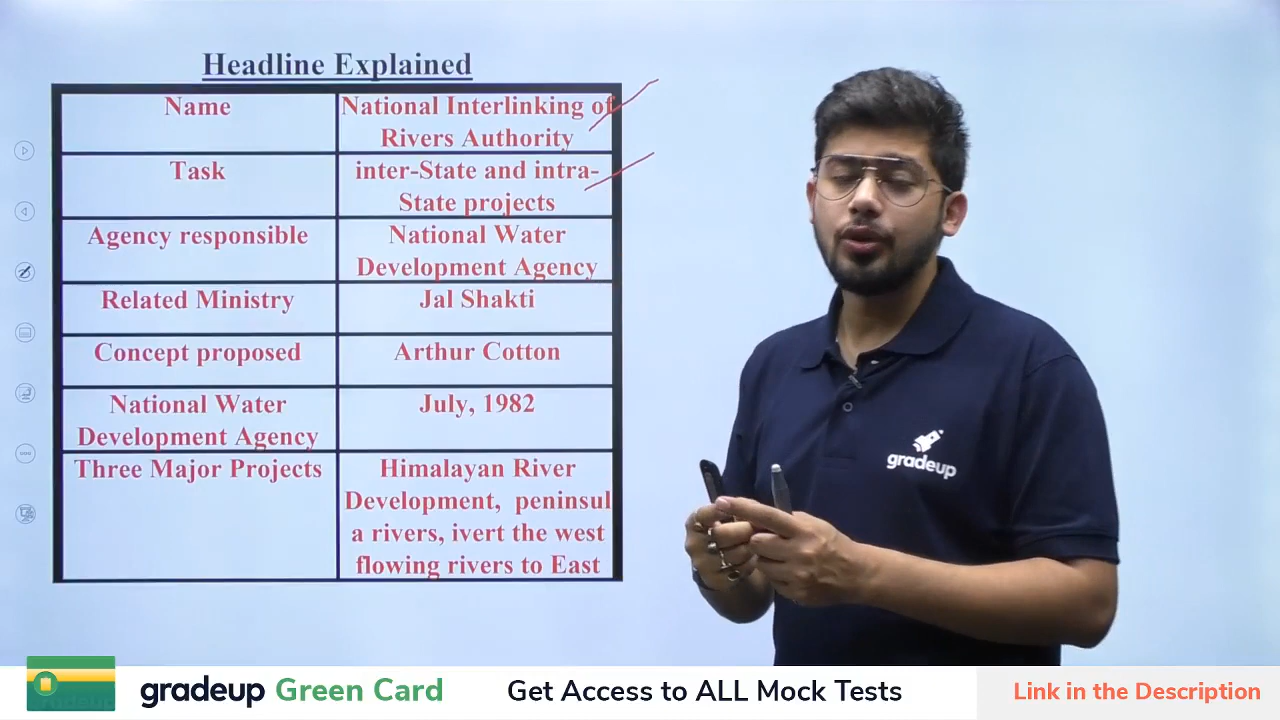 Headline Explained
Name
National Interlinking of
Rivers Authority
Task
inter-State and intra-
State projects
Agency responsible
National Water
Development Agency
Related Ministry
Jal Shakti
Concept proposed
Arthur Cotton
National Water
Development Agency
July, 1982
Three Major Projects
Himalayan River
Development, peninsul
a rivers, ivert the west
flowing rivers to East
gradeup
gradeup Green Card
Get Access to ALL Mock Tests
Link in the Description